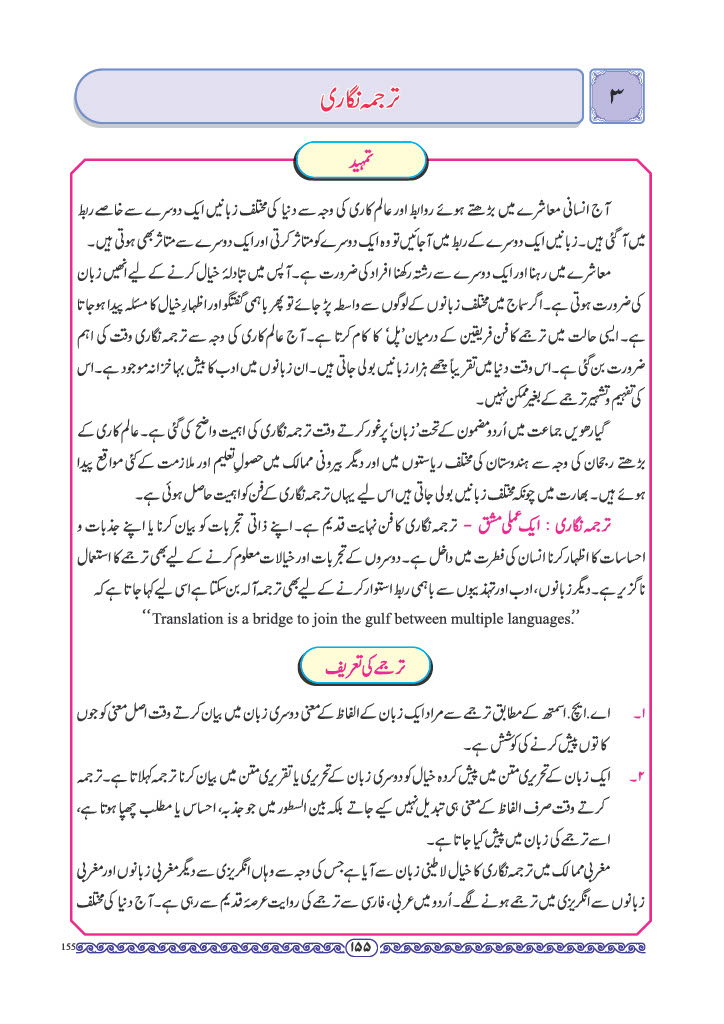 ۳
ترجمہ نگاری
تمہید
آج انسانی معاشرے میں بڑھتے ہوئے روابط اور عالم کاری کی وجہ سے دنیا کی مختلف زبانیں ایک دوسرے سے خاصے ربط
میں آگئی ہیں۔ زبانیں ایک دوسرے کے ربط میں آجائیں تو وہ ایک دوسرے کو متاثر کرتی اور ایک دوسرے سے متاثر بھی ہوتی ہیں۔
معاشرے میں رہنا اور ایک دوسرے سے رشتہ رکھنا افراد کی ضرورت ہے۔ آپس میں تبادلۂ خیال کرنے کے لیے انھیں زبان
کی ضرورت ہوتی ہے۔ اگر سماج میں مختلف زبانوں کے لوگوں سے واسطہ پڑ جائے تو پھر باہمی گفتگو اور اظہارِ خیال کا مسئلہ پیدا ہوجاتا
ہے۔ ایسی حالت میں ترجمے کا فن فریقین کے درمیان ’پل‘ کا کام کرتا ہے۔ آج عالم کاری کی وجہ سے ترجمہ نگاری وقت کی اہم
ضرورت بن گئی ہے۔ اس وقت دنیا میں تقریباً چھے ہزار زبانیں بولی جاتی ہیں۔ ان زبانوں میں ادب کا بیش بہا خزانہ موجود ہے۔ اس
کی تفہیم و تشہیر ترجمے کے بغیر ممکن نہیں۔
گیارھویں جماعت میں اُردو مضمون کے تحت ’زبان‘ پر غور کرتے وقت ترجمہ نگاری کی اہمیت واضح کی گئی ہے۔ عالم کاری کے
بڑھتے رجحان کی وجہ سے ہندوستان کی مختلف ریاستوں میں اور دیگر بیرونی ممالک میں حصولِ تعلیم اور ملازمت کے کئی مواقع پیدا
ہوئے ہیں۔ بھارت میں چونکہ مختلف زبانیں بولی جاتی ہیں اس لیے یہاں ترجمہ نگاری کے فن کو اہمیت حاصل ہوئی ہے۔
ترجمہ نگاری : ایک عملی مشق - ترجمہ نگاری کا فن نہایت قدیم ہے۔ اپنے ذاتی تجربات کو بیان کرنا یا اپنے جذبات و
احساسات کا اظہار کرنا انسان کی فطرت میں داخل ہے۔ دوسروں کے تجربات اور خیالات معلوم کرنے کے لیے بھی ترجمے کا استعمال
ناگزیر ہے۔ دیگر زبانوں، ادب اور تہذیبوں سے باہمی ربط استوار کرنے کے لیے بھی ترجمہ آلہ بن سکتا ہے اسی لیے کہا جاتا ہے کہ
‘‘Translation is a bridge to join the gulf between multiple languages.’’
ترجمے کی تعریف
۱۔ اے. ایچ. اسمتھ کے مطابق ترجمے سے مراد ایک زبان کے الفاظ کے معنی دوسری زبان میں بیان کرتے وقت اصل معنی کو جوں
کا توں پیش کرنے کی کوشش ہے۔
۲۔ ایک زبان کے تحریری متن میں پیش کردہ خیال کو دوسری زبان کے تحریری یا تقریری متن میں بیان کرنا ترجمہ کہلاتا ہے۔ ترجمہ
کرتے وقت صرف الفاظ کے معنی ہی تبدیل نہیں کیے جاتے بلکہ بین السطور میں جو جذبہ، احساس یا مطلب چھپا ہوتا ہے،
اسے ترجمے کی زبان میں پیش کیا جاتا ہے۔
مغربی ممالک میں ترجمہ نگاری کا خیال لاطینی زبان سے آیا ہے جس کی وجہ سے وہاں انگریزی سے دیگر مغربی زبانوں اور مغربی
زبانوں سے انگریزی میں ترجمے ہونے لگے۔ اُردو میں عربی، فارسی سے ترجمے کی روایت عرصۂ قدیم سے رہی ہے۔ آج دنیا کی مختلف
۱۵۵
155